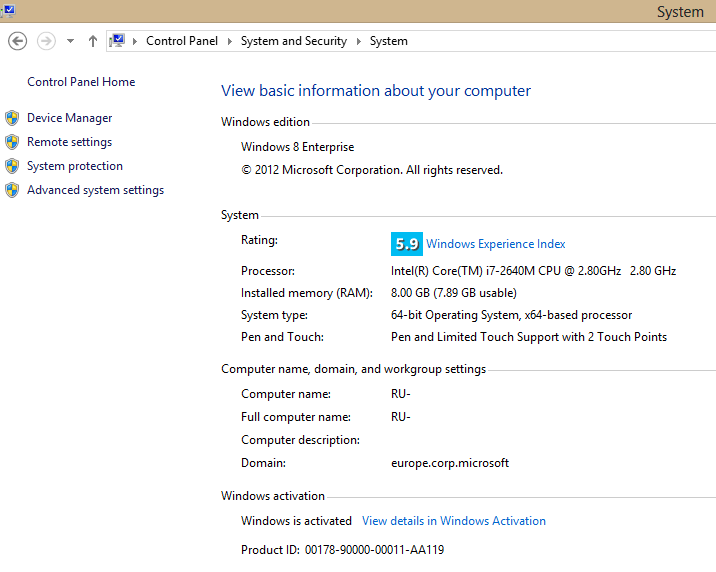 System
Control Panel System and Security System
Control Panel Home
Device Manager
Remote settings
System protection
Advanced system settings
View basic information about your computer
Windows edition
Windows 8 Enterprise
© 2012 Microsoft Corporation. All rights reserved.
System
Rating: 5.9 Windows Experience Index
Processor: Intel(R) Core(TM) i7-2640M CPU @ 2.80GHz 2.80 GHz
Installed memory (RAM): 8.00 GB (7.89 GB usable)
System type: 64-bit Operating System, x64-based processor
Pen and Touch: Pen and Limited Touch Support with 2 Touch Points
Computer name, domain, and workgroup settings
Computer name: RU-
Full computer name: RU-
Computer description:
Domain: europe.corp.microsoft
Windows activation
Windows is activated View details in Windows Activation
Product ID: 00178-90000-00011-AA119